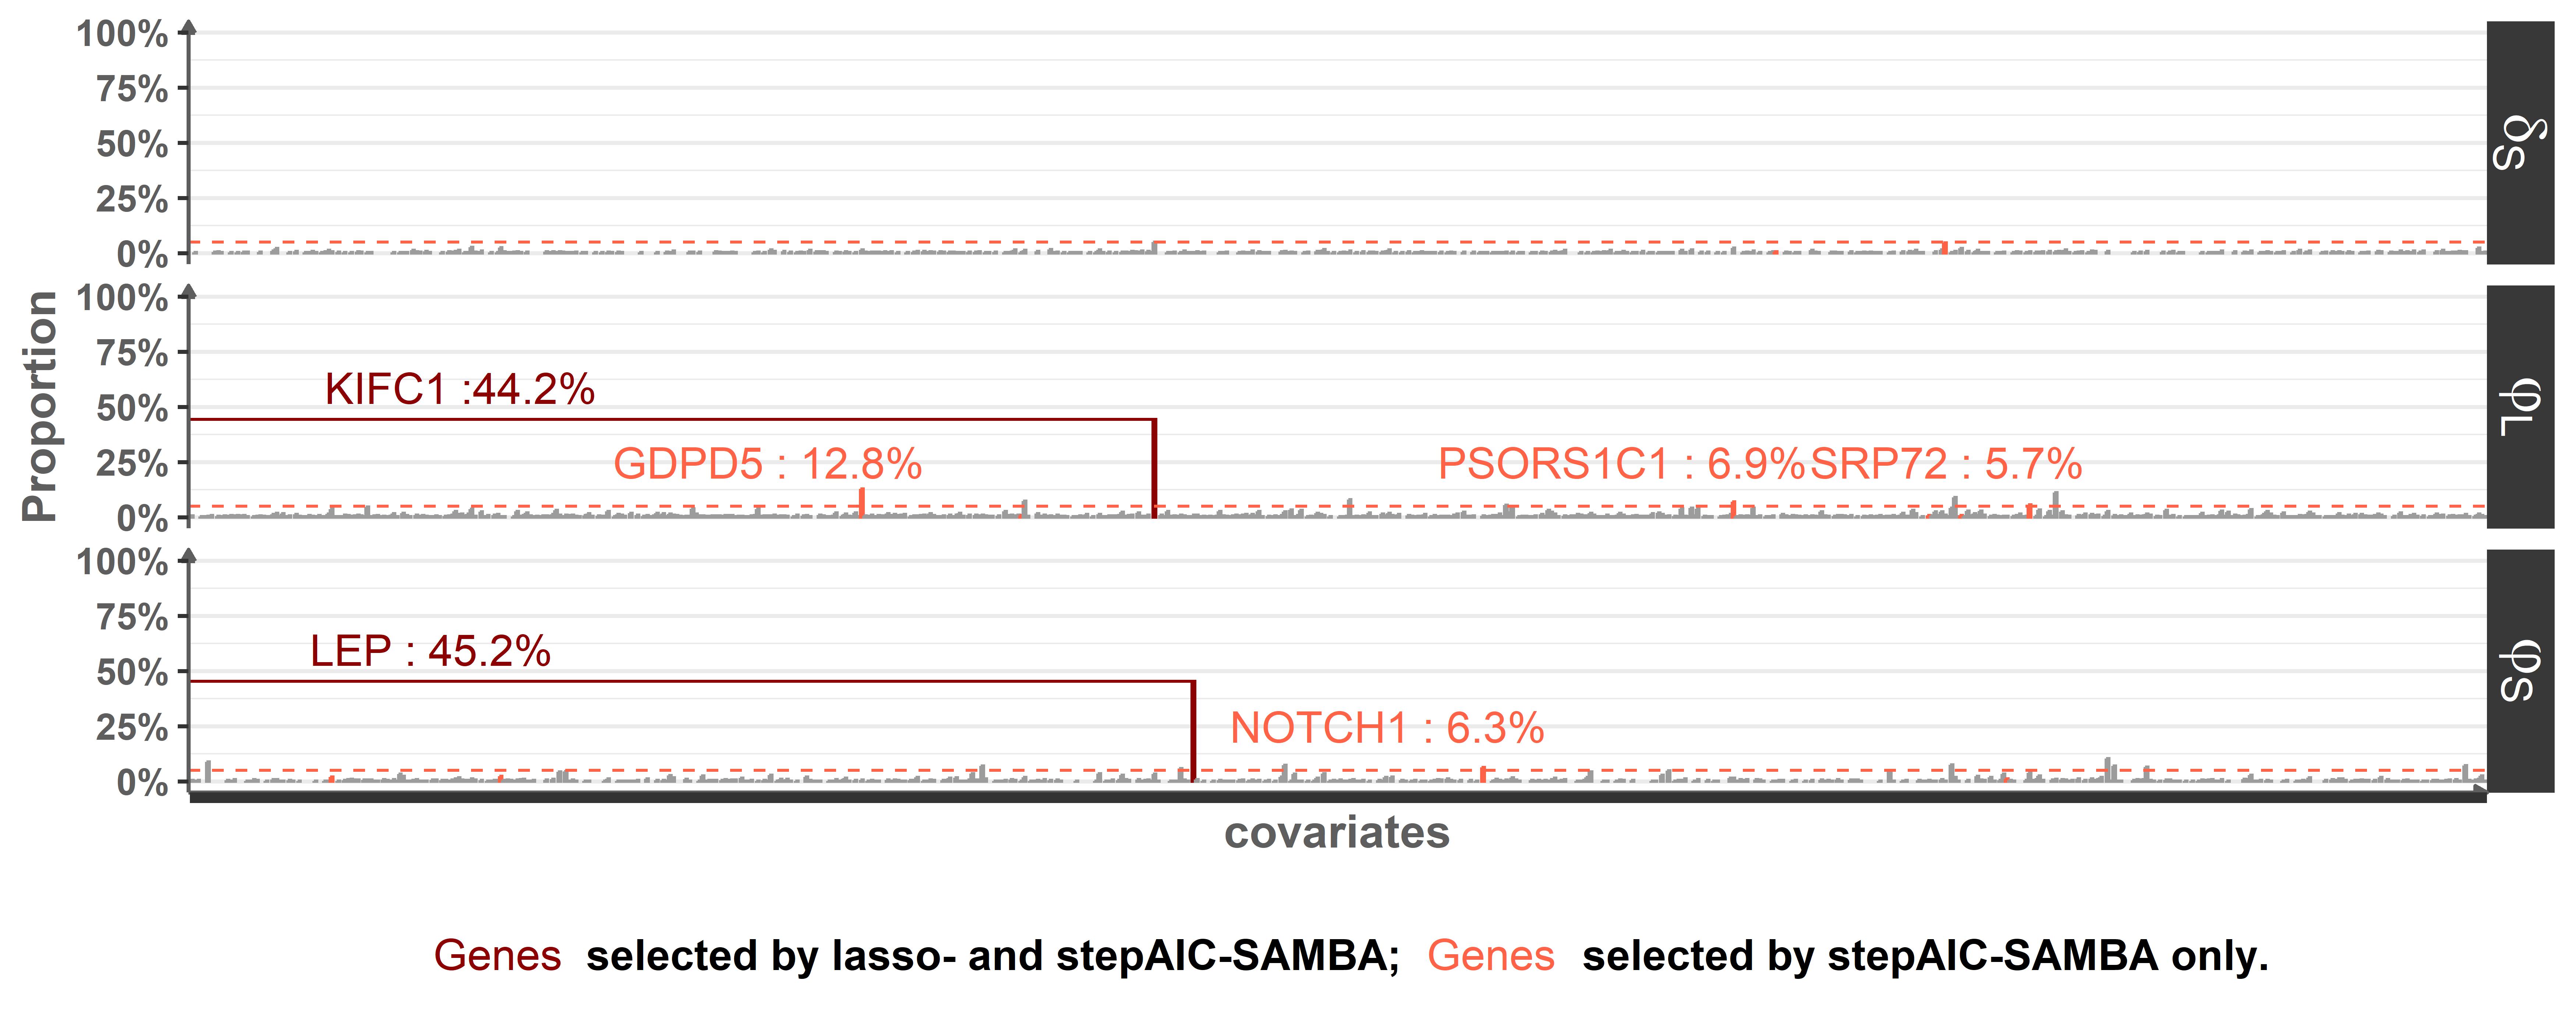 100%
75%
50%
25%
0%
δS
100%
75%
50%
25%
0%
KIFC1 :44.2%
GDPD5 : 12.8%
PSORS1C1 : 6.9%
SRP72 : 5.7%
φL
Proportion
100%
75%
50%
25%
0%
LEP : 45.2%
NOTCH1 : 6.3%
φS
covariates
Genes selected by lasso- and stepAIC-SAMBA; Genes selected by stepAIC-SAMBA only.